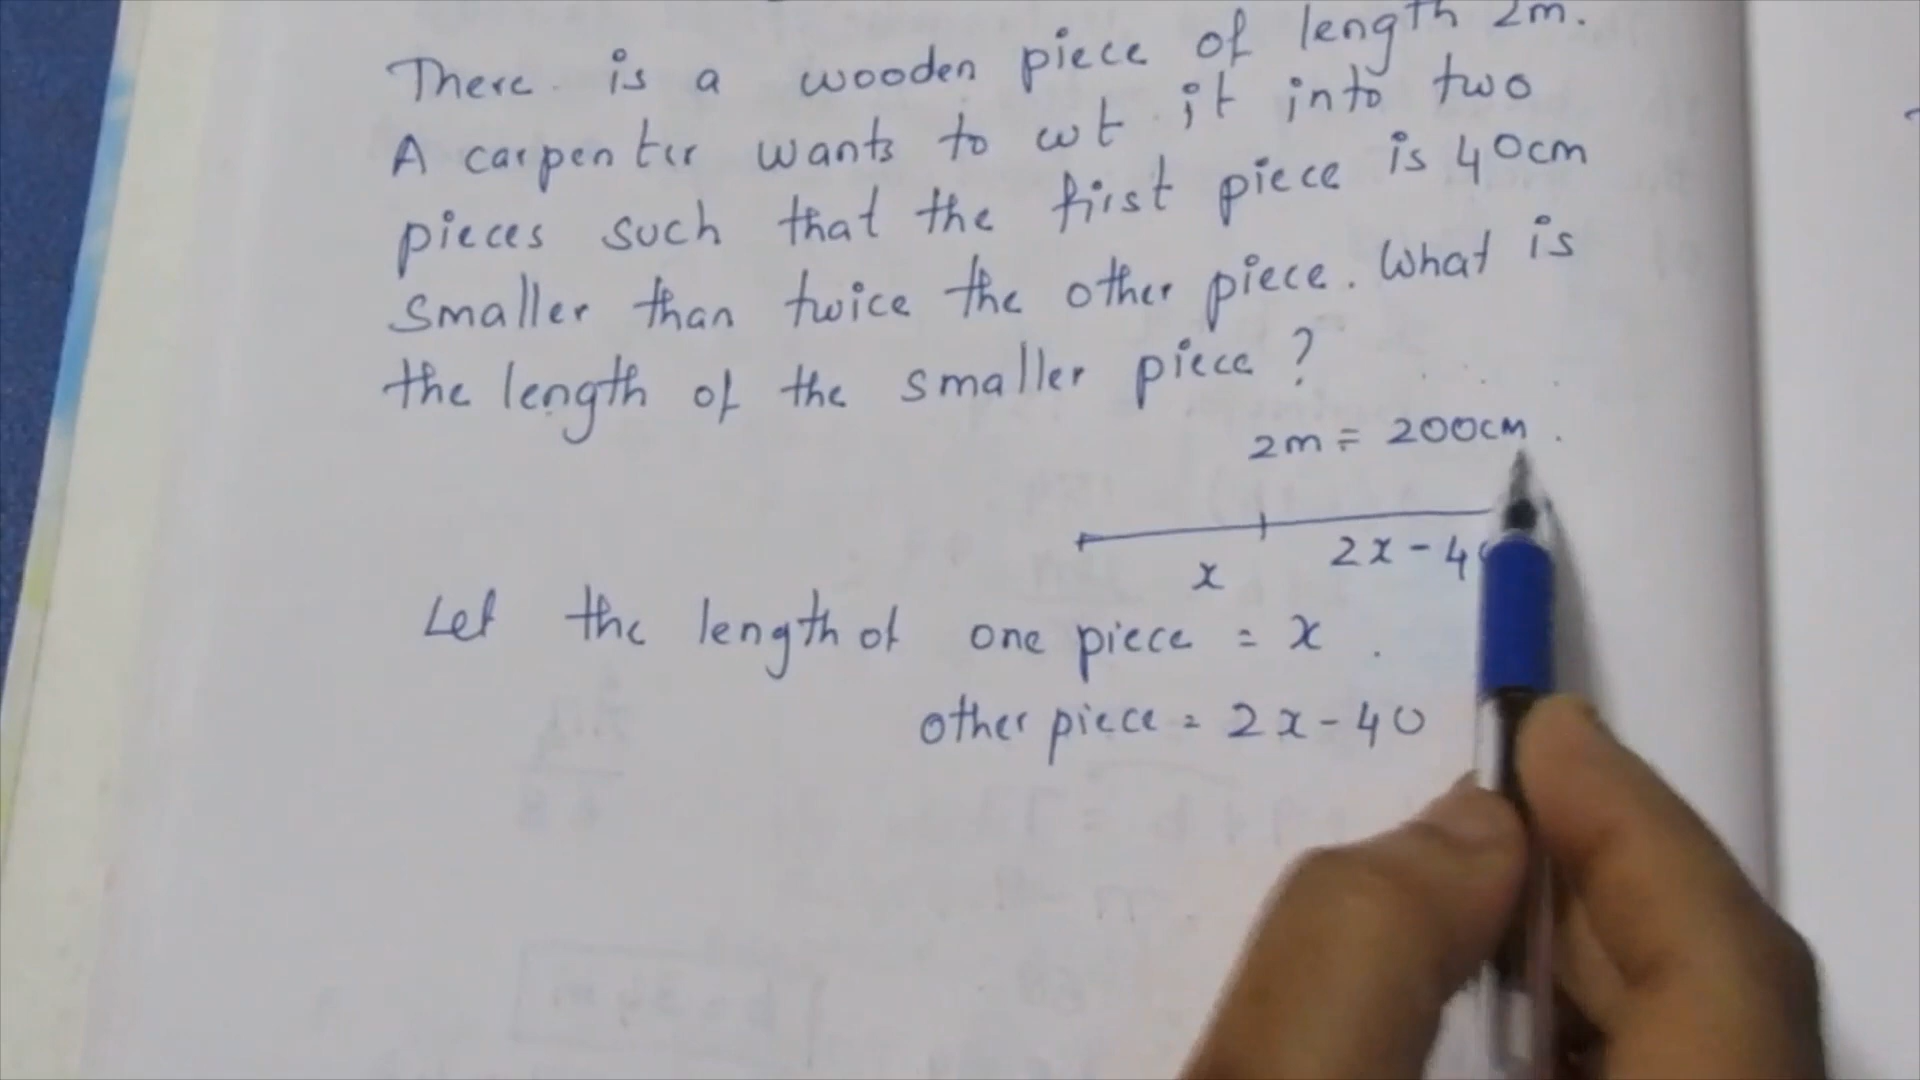 There is a wooden piece of length 2m.
A carpenter wants to cut it into two
pieces such that the first piece is 40cm
smaller than twice the other piece. What is
the length of the smaller piece?
2m = 200cm.
x 2x - 4
Let the length of one piece = x.
other piece = 2x - 40